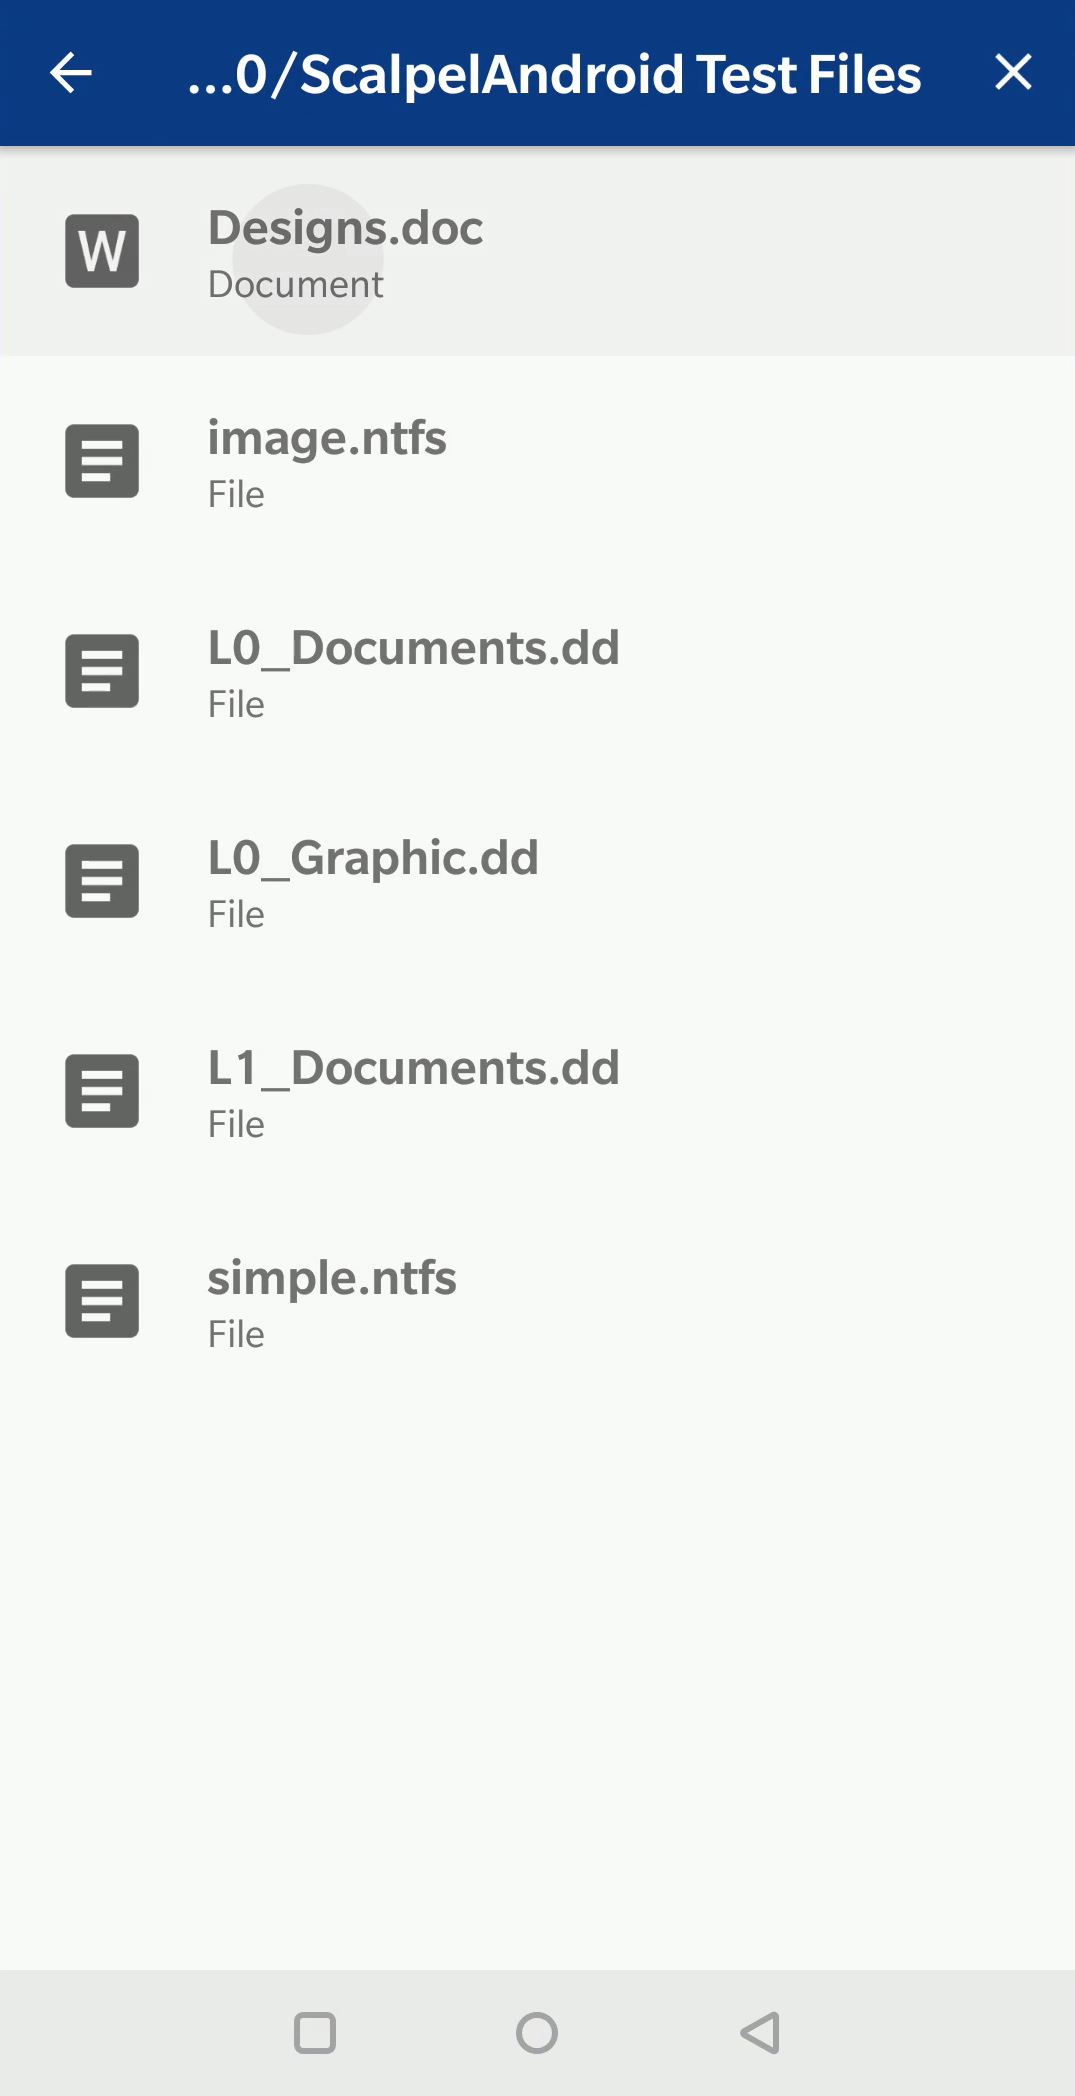 ...0/ScalpelAndroid Test Files
W
Designs.doc
Document
image.ntfs
File
L0_Documents.dd
File
L0_Graphic.dd
File
L1_Documents.dd
File
simple.ntfs
File